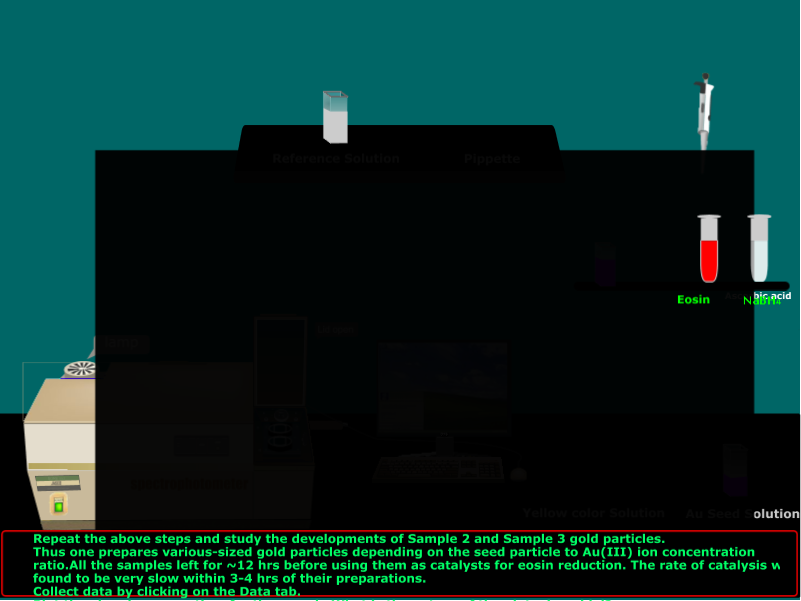 Reference Solution
Pippette
Eosin
bic acid
Yellow color Solution
Au Seed Solution
Repeat the above steps and study the developments of Sample 2 and Sample 3 gold particles.
Thus one prepares various-sized gold particles depending on the seed particle to Au(III) ion concentration
ratio.All the samples left for ~12 hrs before using them as catalysts for eosin reduction. The rate of catalysis w
found to be very slow within 3-4 hrs of their preparations.
Collect data by clicking on the Data tab.